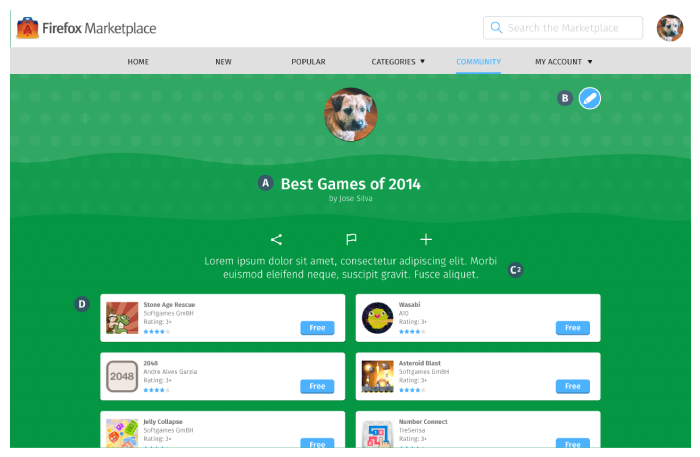 Firefox Marketplace
Search the Marketplace
HOME NEW POPULAR CATEGORIES ▼ COMMUNITY MY ACCOUNT ▼
B
A Best Games of 2014
by Jose Silva
Lorem ipsum dolor sit amet, consectetur adipiscing elit. Morbi
euismod eleifend neque, suscipit gravit. Fusce aliquet.
C2
D
Stone Age Rescue
Softgames GmBH
Rating: 3+
Free
Wasabi
A10
Rating: 3+
Free
2048
2048
Andre Alves Garzia
Rating: 3+
Free
Asteroid Blast
Softgames GmBH
Rating: 3+
Free
Jelly Collapse
Softgames GmBH
Rating: 3+
Free
Number Connect
TreSensa
Rating: 3+
Free